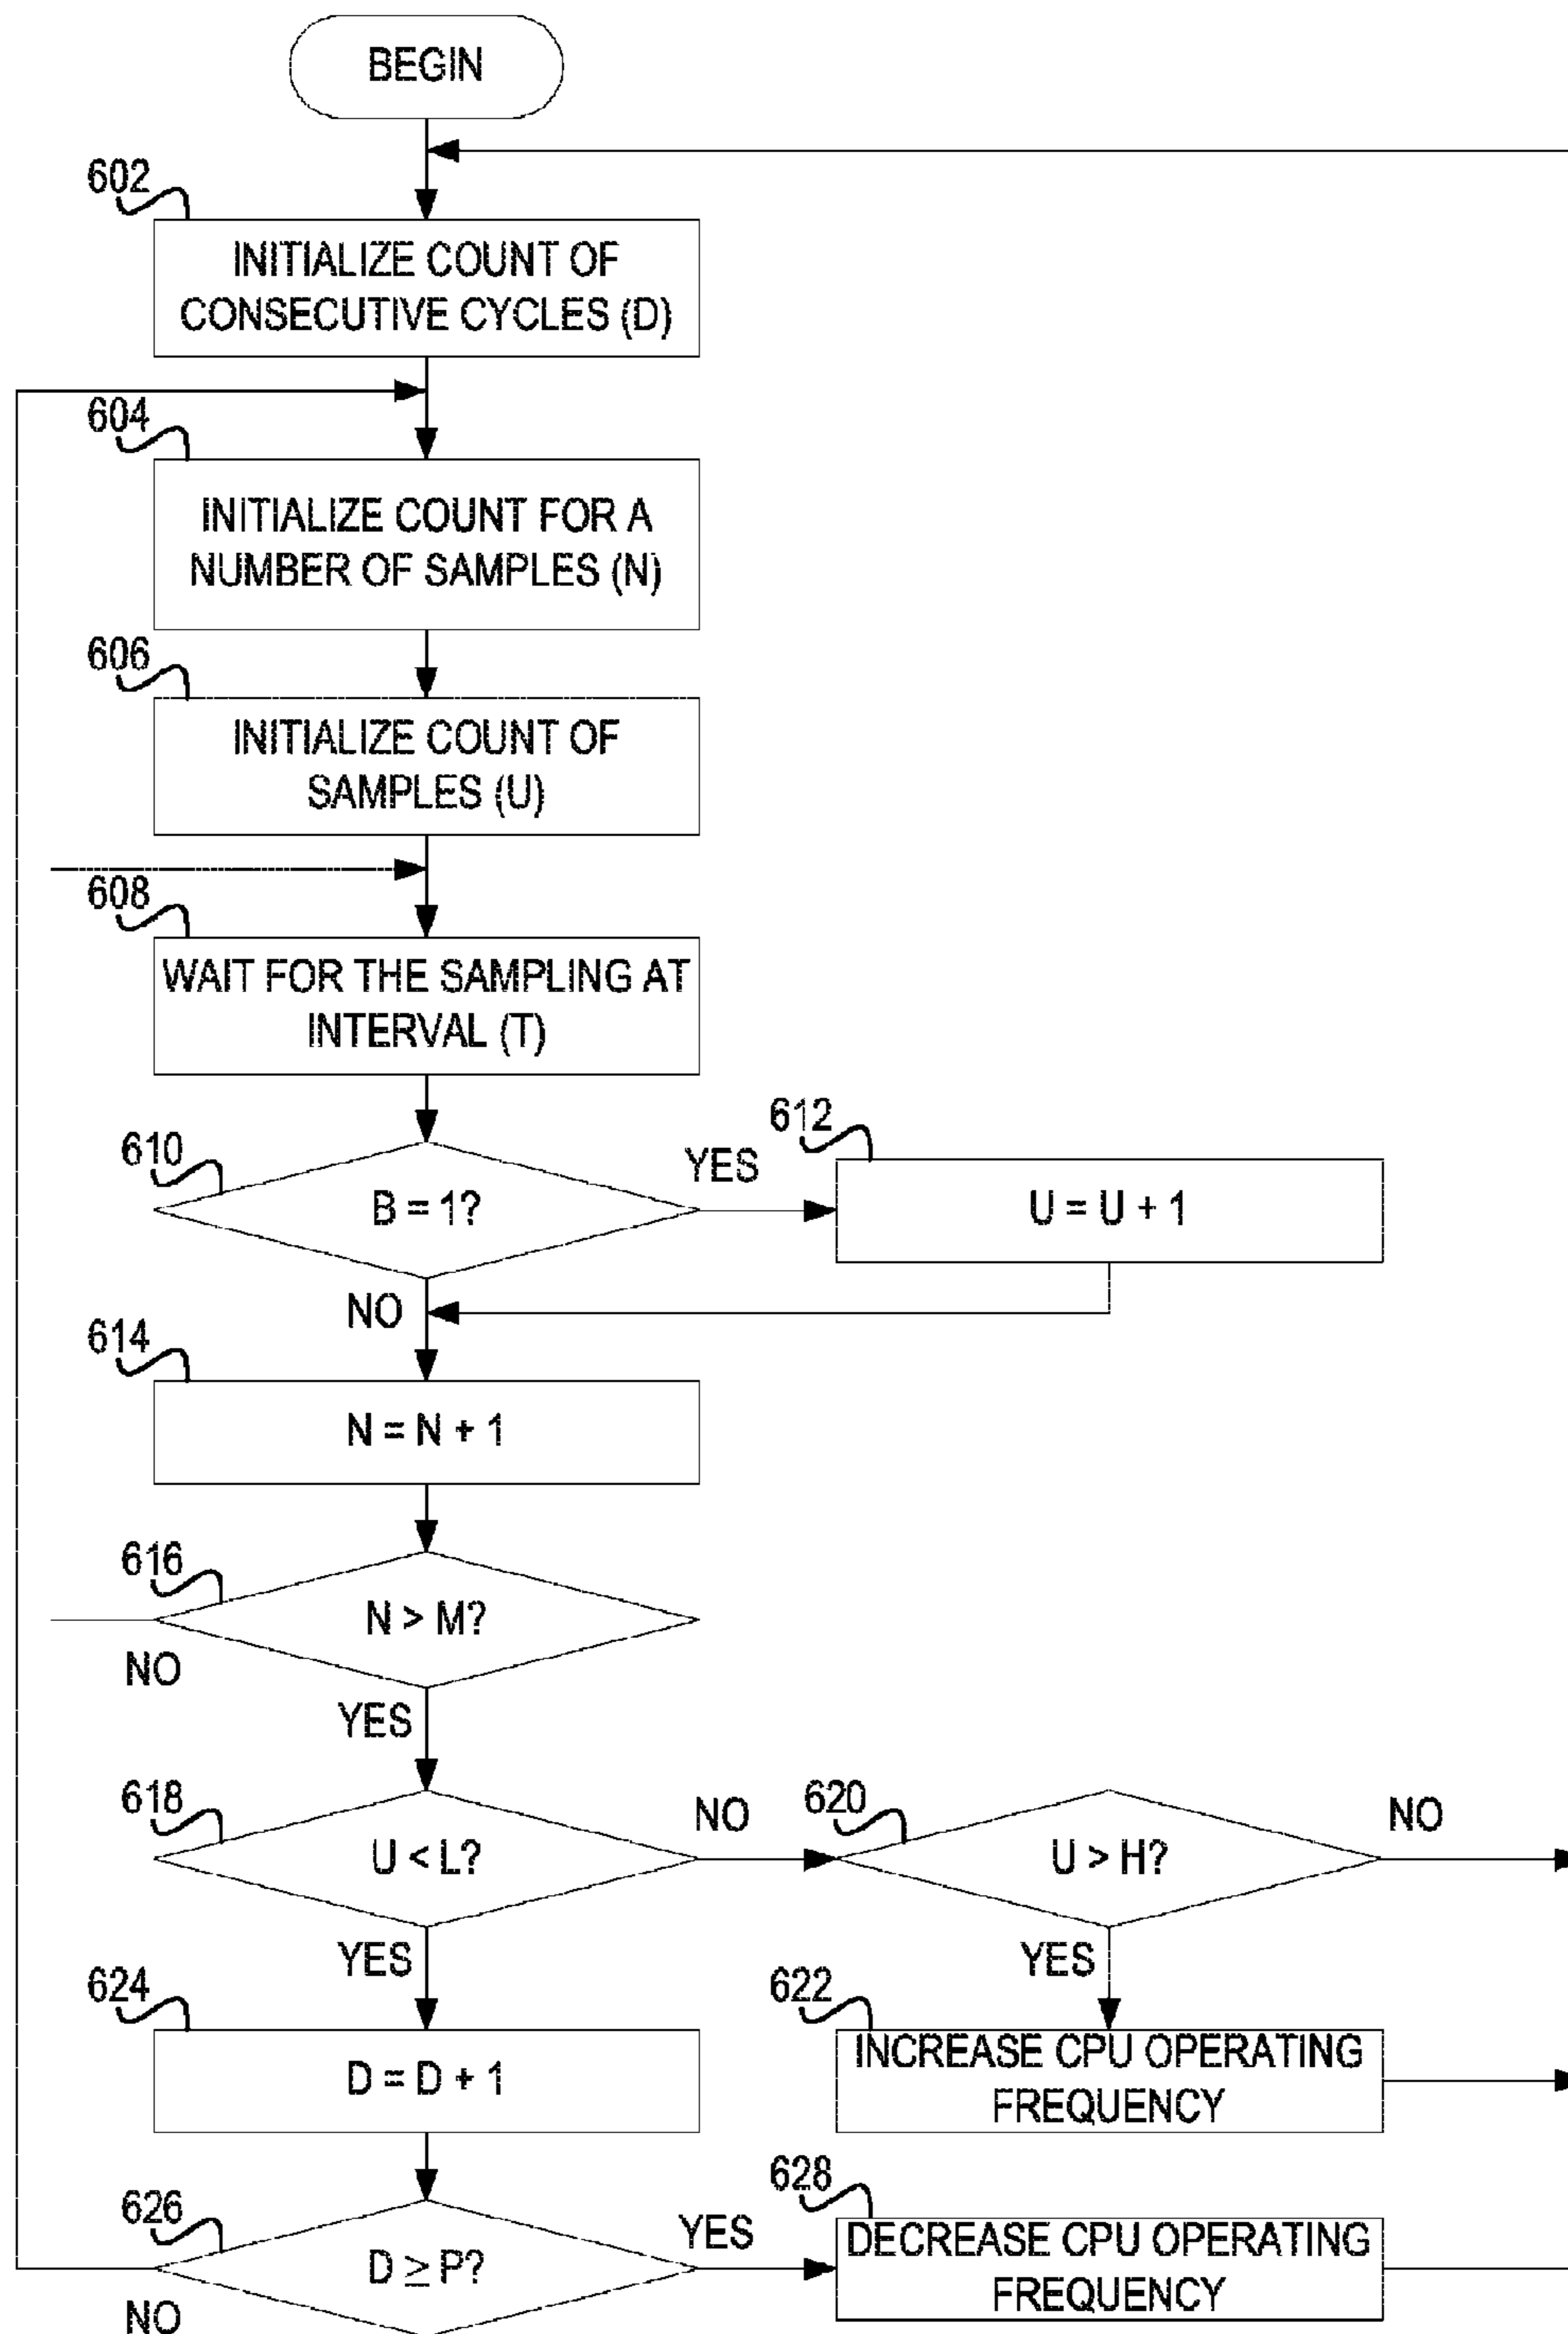 BEGIN
602
INITIALIZE COUNT OF
CONSECUTIVE CYCLES (D)
604
INITIALIZE COUNT FOR A
NUMBER OF SAMPLES (N)
606
INITIALIZE COUNT OF
SAMPLES (U)
608
WAIT FOR THE SAMPLING AT
INTERVAL (T)
610
B = 1?
YES
612
U = U + 1
NO
614
N = N + 1
616
N > M?
NO
YES
618
U < L?
NO
620
U > H?
NO
YES
YES
624
D = D + 1
622
INCREASE CPU OPERATING
FREQUENCY
626
D ≥ P?
YES
NO
628
DECREASE CPU OPERATING
FREQUENCY